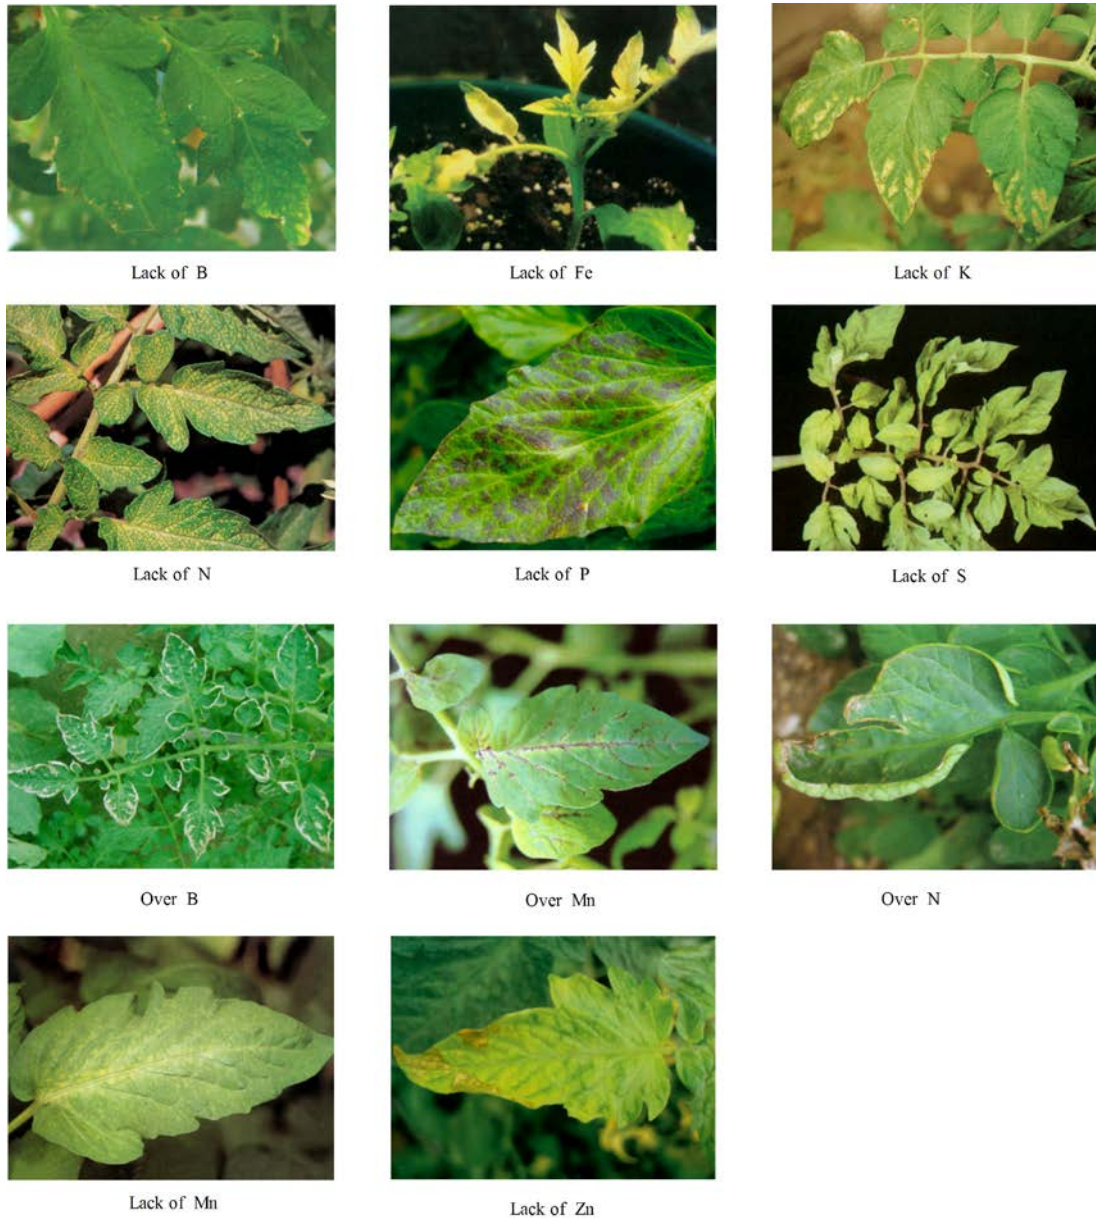 Lack of B
Lack of Fe
Lack of K
Lack of N
Lack of P
Lack of S
Over B
Over Mn
Over N
Lack of Mn
Lack of Zn